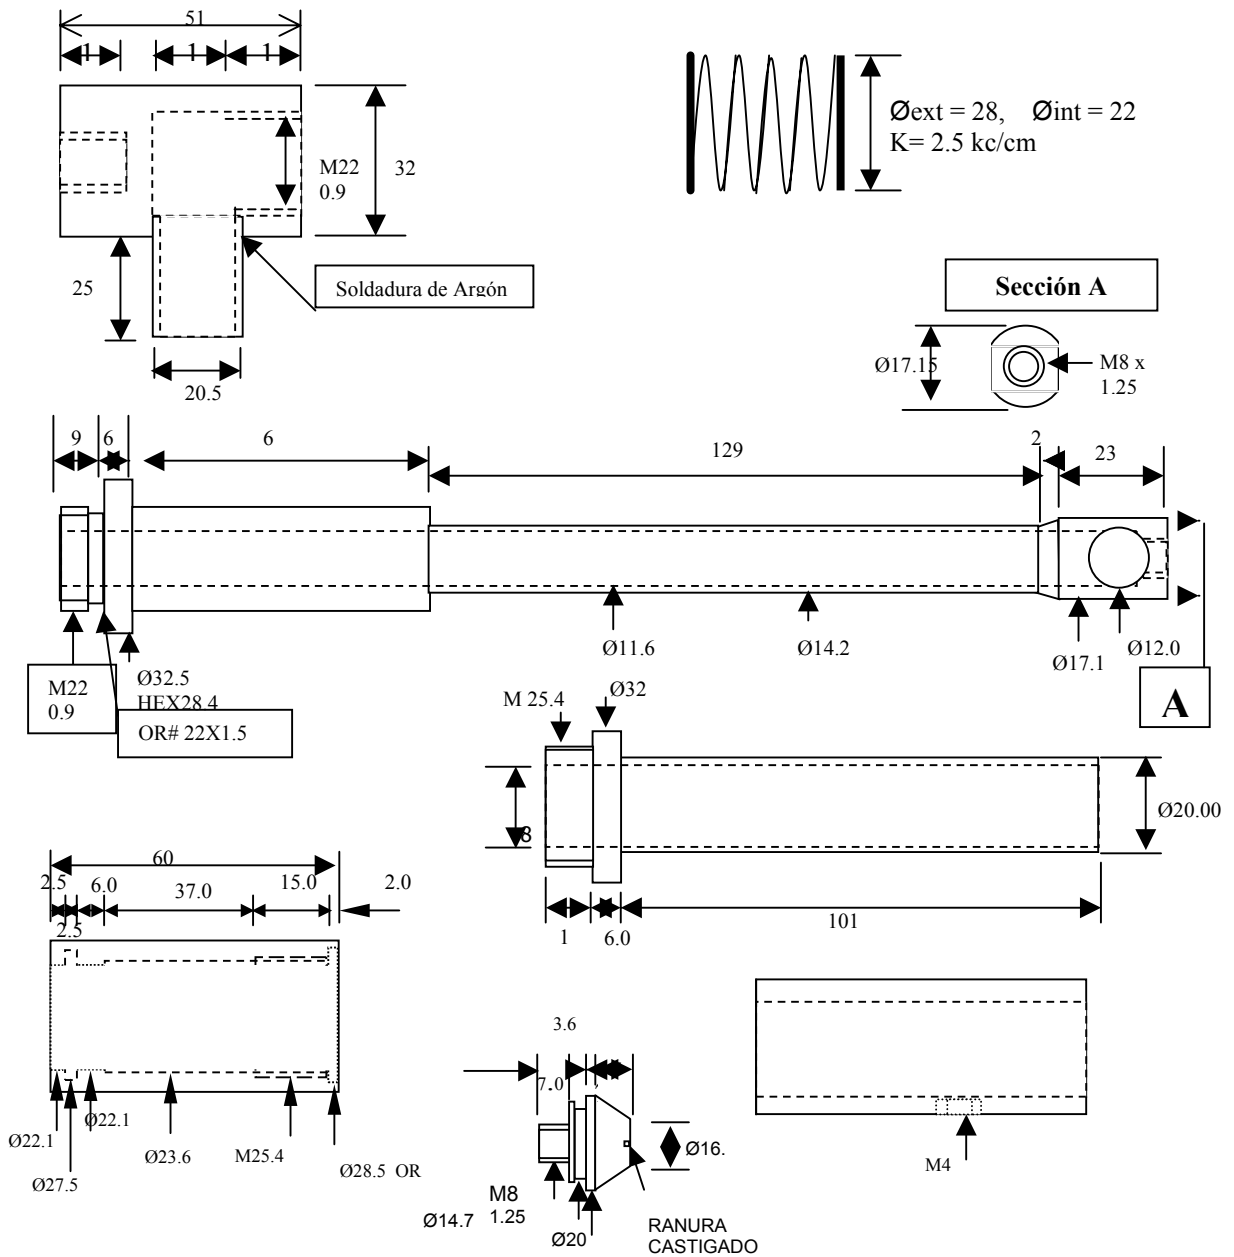 51
1
1
1
M22
0.9
32
25
Soldadura de Argón
20.5
Øext = 28, Øint = 22
K= 2.5 kc/cm
Sección A
Ø17.15
M8 x
1.25
9
6
6
129
2
23
Ø11.6
Ø14.2
Ø17.1
Ø12.0
M22
0.9
Ø32.5
HEX28.4
OR# 22X1.5
A
M 25.4
Ø32
8
Ø20.00
1
6.0
101
60
2.5
6.0
37.0
15.0
2.0
2.5
Ø22.1
Ø27.5
Ø22.1
Ø23.6
M25.4
Ø28.5 OR
3.6
7.0
Ø16.
M8
1.25
Ø14.7
Ø20
RANURA
CASTIGADO
M4